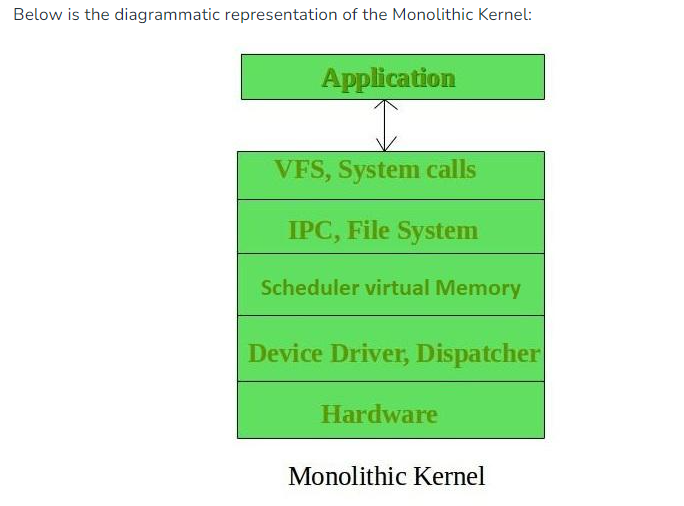 Below is the diagrammatic representation of the Monolithic Kernel:
Application
VFS, System calls
IPC, File System
Scheduler virtual Memory
Device Driver, Dispatcher
Hardware
Monolithic Kernel